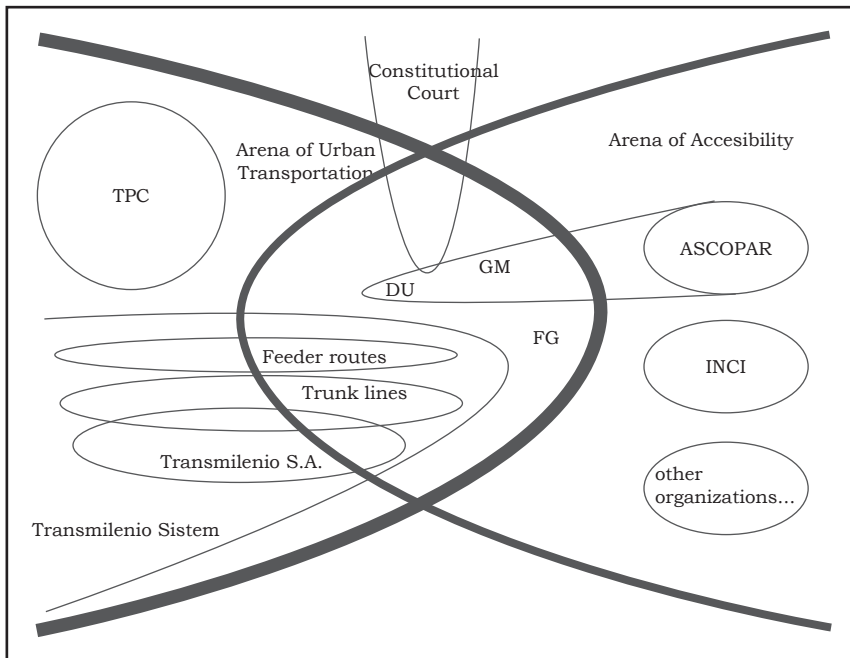 Constitutional
Court
Arena of Urban
Transportation
Arena of Accesibility
TPC
ASCOPAR
GM
DU
FG
Feeder routes
INCI
Trunk lines
Transmilenio S.A.
other
organizations...
Transmilenio Sistem